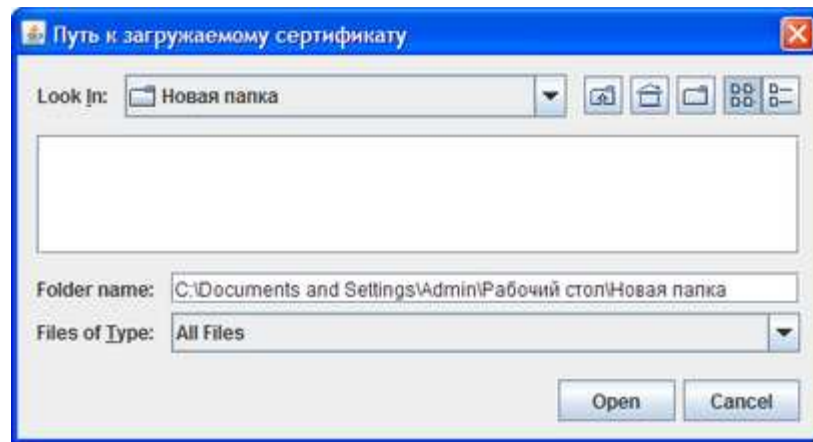 Путь к загружаемому сертификату
Look In: Новая папка
Folder name: C:\Documents and Settings\Admin\Рабочий стол\Новая папка
Files of Type: All Files
Open Cancel